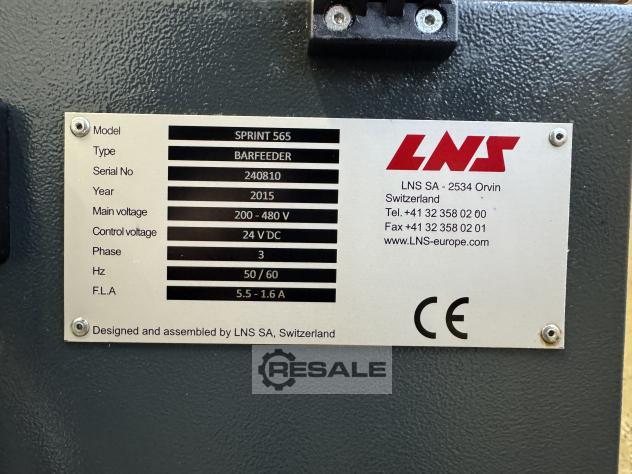 Model SPRINT 565
Type BARFEEDER
Serial No 240810
Year 2015
Main voltage 200 - 480 V
Control voltage 24 V DC
Phase 3
Hz 50 / 60
F.L.A 5.5 - 1.6 A
Designed and assembled by LNS SA, Switzerland
LNS
LNS SA - 2534 Orvin
Switzerland
Tel. +41 32 358 02 00
Fax +41 32 358 02 01
www.LNS-europe.com
CE
RESALE